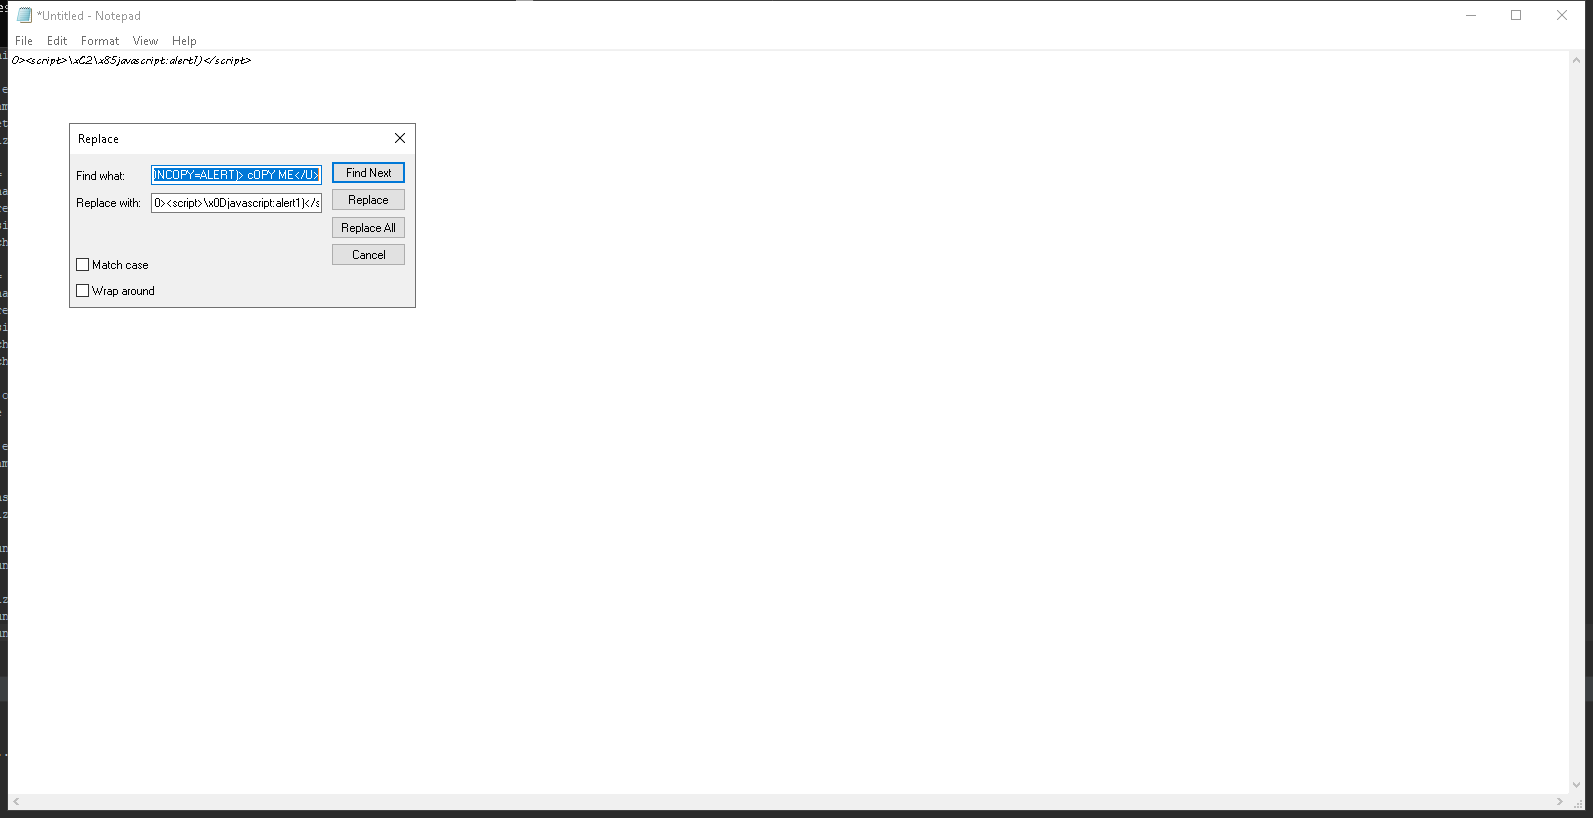 *Untitled - Notepad
File Edit Format View Help
0><script>\xC2\x85javascript:alert1)</script>
Replace
Find what: )NCOPY=ALERT)> cOPY ME</U>
Find Next
Replace with: 0><script>\x0Djavascript:alert1)</s
Replace
Replace All
Cancel
Match case
Wrap around